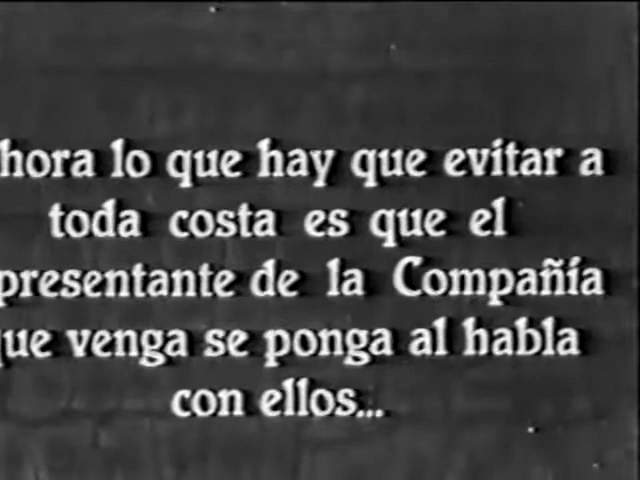 hora lo que hay que evitar a
toda costa es que el
presentante de la Compañía
que venga se ponga al habla
con ellos...